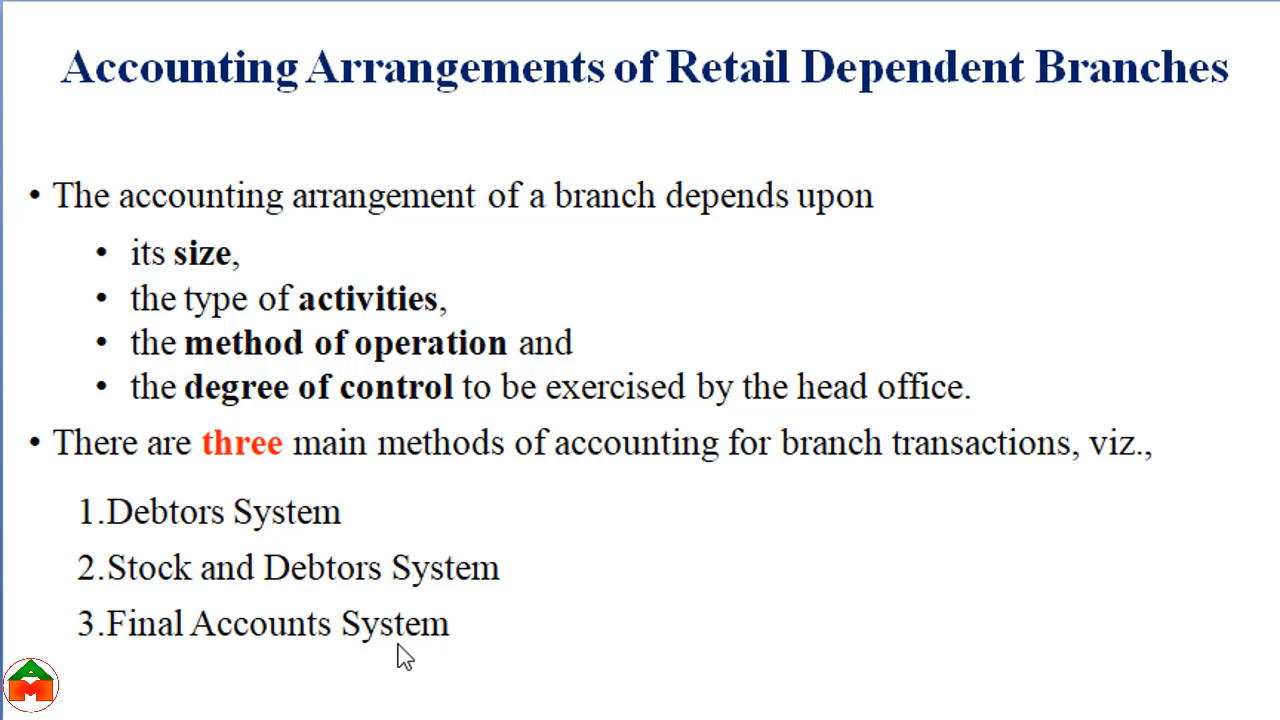 Accounting Arrangements of Retail Dependent Branches
• The accounting arrangement of a branch depends upon
• its size,
• the type of activities,
• the method of operation and
• the degree of control to be exercised by the head office.
• There are three main methods of accounting for branch transactions, viz.,
1.Debtors System
2.Stock and Debtors System
3.Final Accounts System